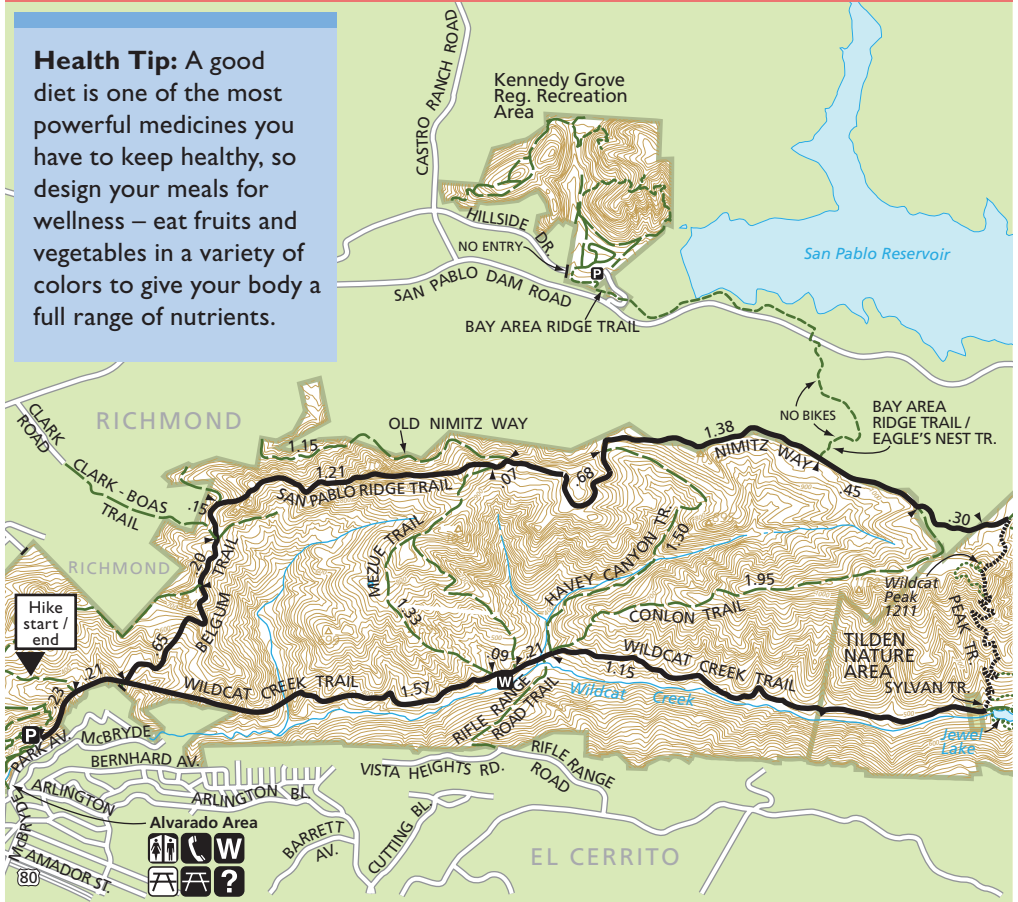 Health Tip: A good
diet is one of the most
powerful medicines you
have to keep healthy, so
design your meals for
wellness – eat fruits and
vegetables in a variety of
colors to give your body a
full range of nutrients.
CASTRO RANCH ROAD
Kennedy Grove
Reg. Recreation
Area
HILLSIDE DR.
NO ENTRY
P
SAN PABLO DAM ROAD
BAY AREA RIDGE TRAIL
San Pablo Reservoir
NO BIKES
BAY AREA
RIDGE TRAIL /
EAGLE'S NEST TR.
CLARK
ROAD
RICHMOND
OLD NIMITZ WAY
1.15
1.21
SAN PABLO RIDGE TRAIL
.07
.68
1.38
NIMITZ WAY
.45
.30
CLARK - BOAS
TRAIL
.15
.20
RICHMOND
BELGUM TRAIL
.65
MEZUE TRAIL
1.33
HAVEY CANYON TR.
1.50
1.95
CONLON TRAIL
Wildcat
Peak
1211
PEAK TR.
TILDEN
NATURE
AREA
SYLVAN TR.
Jewel
Lake
Hike
start /
end
.23
.21
WILDCAT CREEK TRAIL
1.57
.09
.21
W
WILDCAT CREEK TRAIL
1.15
Wildcat Creek
RIFLE RANGE
ROAD TRAIL
P
PARK AV.
McBRYDE
BERNHARD AV.
ARLINGTON
ARLINGTON BL.
McBRYDE
AMADOR ST.
80
VISTA HEIGHTS RD.
RIFLE RANGE
ROAD
BARRETT
AV.
CUTTING BL.
EL CERRITO
Alvarado Area
W
?